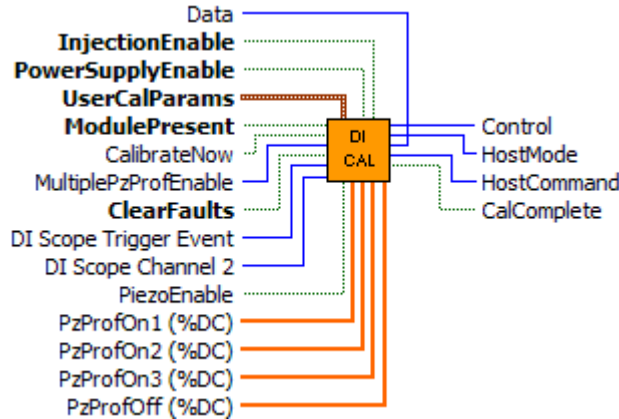 Data
InjectionEnable
PowerSupplyEnable
UserCalParams
ModulePresent
CalibrateNow
MultiplePzProfEnable
ClearFaults
DI Scope Trigger Event
DI Scope Channel 2
PiezoEnable
PzProfOn1 (%DC)
PzProfOn2 (%DC)
PzProfOn3 (%DC)
PzProfOff (%DC)
DI
CAL
Control
HostMode
HostCommand
CalComplete